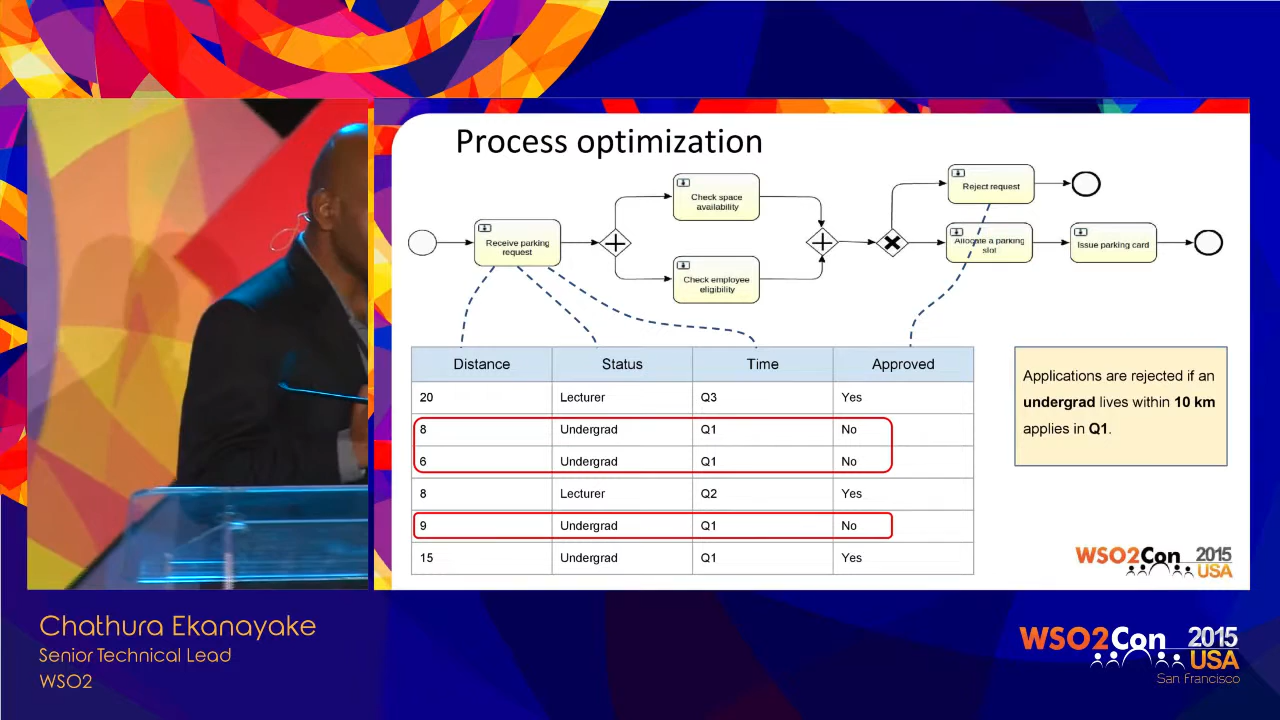 Process optimization
Receive parking
request
Check space
availability
Check employee
eligibility
Reject request
Allocate a parking
slot
Issue parking card
Distance Status Time Approved
20 Lecturer Q3 Yes
8 Undergrad Q1 No
6 Undergrad Q1 No
8 Lecturer Q2 Yes
9 Undergrad Q1 No
15 Undergrad Q1 Yes
Applications are rejected if an
undergrad lives within 10 km
applies in Q1.
WSO2Con 2015
USA
Chathura Ekanayake
Senior Technical Lead
WSO2
WSO2Con 2015
USA
San Francisco